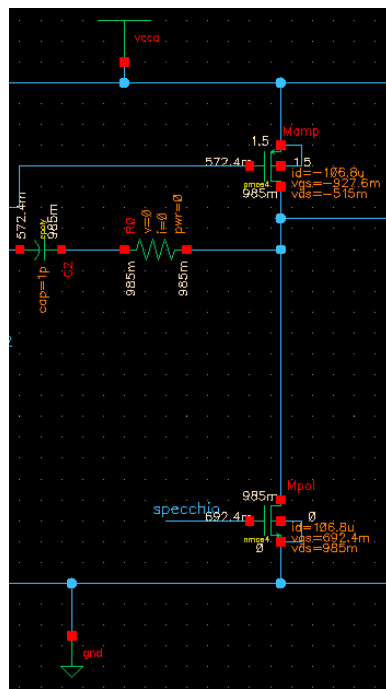 vcca
Mamp
1.5
572.4m
1.5
id=-106.8u
vgs=-927.6m
vds=-515m
pmos4
985m
572.4m
985m
cap=1p
C2
R0
v=0
i=0
pwr=0
985m
985m
Mpol
985m
specchio
692.4m
0
id=106.8u
vgs=692.4m
vds=985m
nmos4
0
gnd